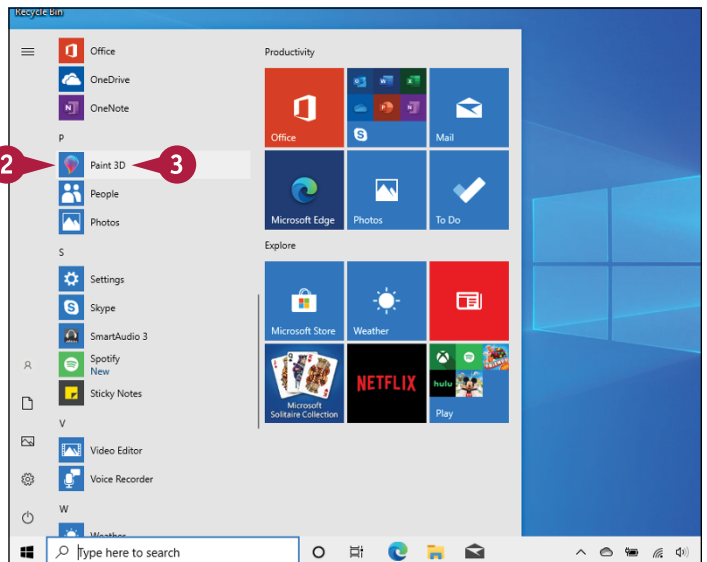 Recycle Bin
Office
OneDrive
OneNote
P
2
Paint 3D
3
People
Photos
S
Settings
Skype
SmartAudio 3
Spotify
New
Sticky Notes
V
Video Editor
Voice Recorder
W
Weather
Productivity
Office
Mail
Microsoft Edge
Photos
To Do
Explore
Microsoft Store
Weather
Microsoft
Solitaire Collection
NETFLIX
hulu
Play
Type here to search